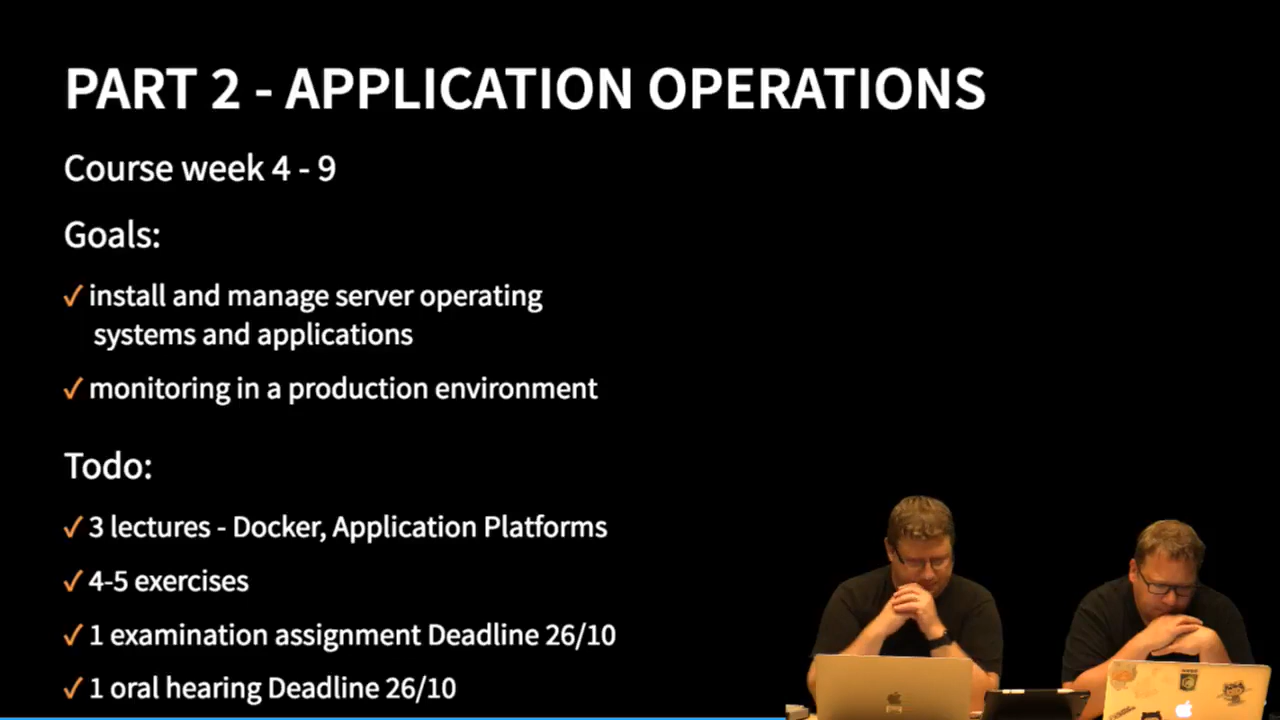 PART 2 - APPLICATION OPERATIONS
Course week 4 - 9
Goals:
✓ install and manage server operating
systems and applications
✓ monitoring in a production environment
Todo:
✓ 3 lectures - Docker, Application Platforms
✓ 4-5 exercises
✓ 1 examination assignment Deadline 26/10
✓ 1 oral hearing Deadline 26/10